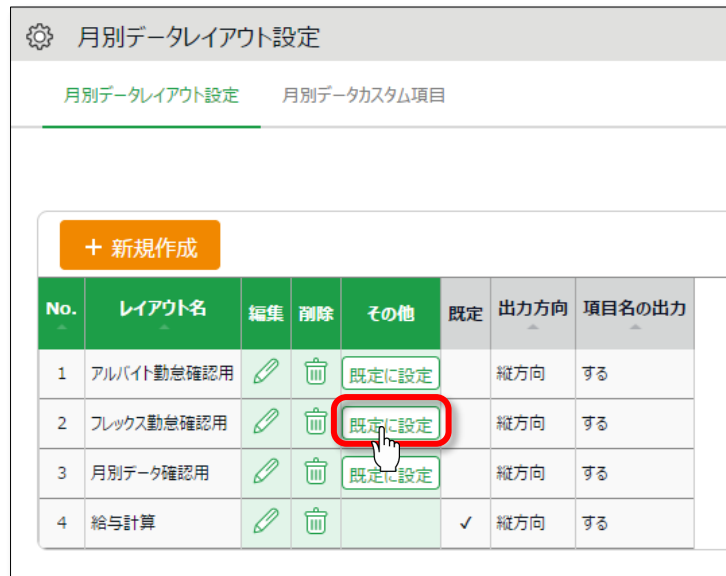 月別データレイアウト設定
月別データレイアウト設定 月別データカスタム項目
+ 新規作成
No. レイアウト名 編集 削除 その他 既定 出力方向 項目名の出力
1 アルバイト勤怠確認用 既定に設定 縦方向 する
2 フレックス勤怠確認用 既定に設定 縦方向 する
3 月別データ確認用 既定に設定 縦方向 する
4 給与計算 ✓ 縦方向 する